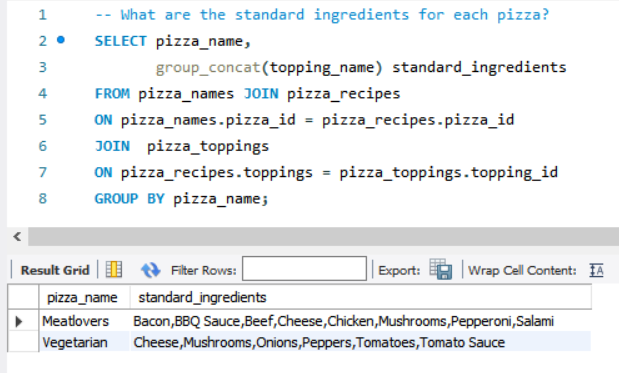 1 -- What are the standard ingredients for each pizza?
2 SELECT pizza_name,
3 group_concat(topping_name) standard_ingredients
4 FROM pizza_names JOIN pizza_recipes
5 ON pizza_names.pizza_id = pizza_recipes.pizza_id
6 JOIN pizza_toppings
7 ON pizza_recipes.toppings = pizza_toppings.topping_id
8 GROUP BY pizza_name;
Result Grid Filter Rows: Export: Wrap Cell Content: IA
pizza_name standard_ingredients
Meatlovers Bacon,BBQ Sauce,Beef,Cheese,Chicken,Mushrooms,Pepperoni,Salami
Vegetarian Cheese,Mushrooms,Onions,Peppers,Tomatoes,Tomato Sauce